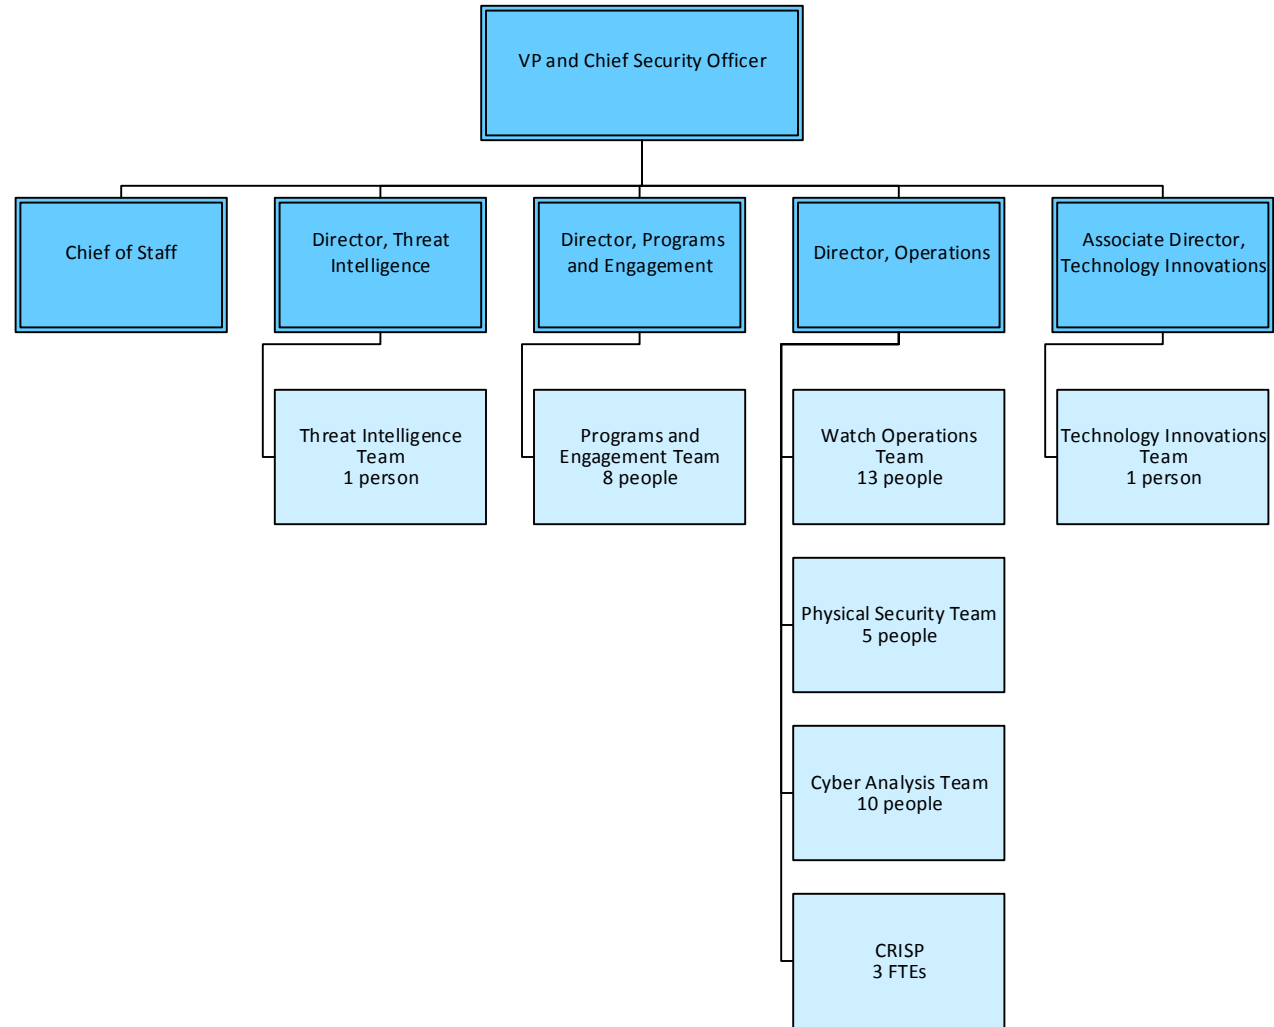 VP and Chief Security Officer
Chief of Staff
Director, Threat
Intelligence
Director, Programs
and Engagement
Director, Operations
Associate Director,
Technology Innovations
Threat Intelligence
Team
1 person
Programs and
Engagement Team
8 people
Watch Operations
Team
13 people
Technology Innovations
Team
1 person
Physical Security Team
5 people
Cyber Analysis Team
10 people
CRISP
3 FTEs